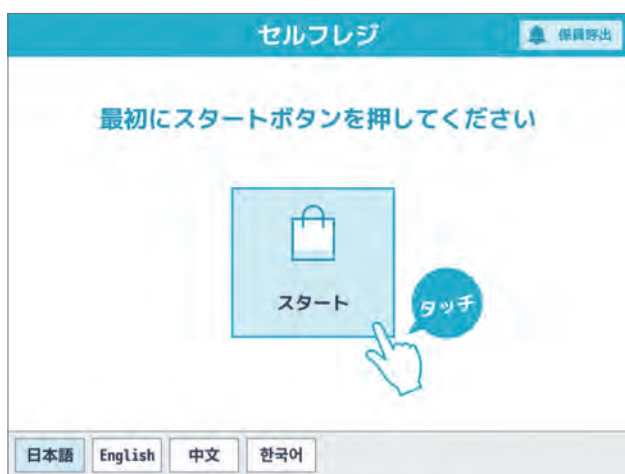 セルフレジ
係員呼出
最初にスタートボタンを押してください
スタート
タッチ
日本語
English
中文
한국어